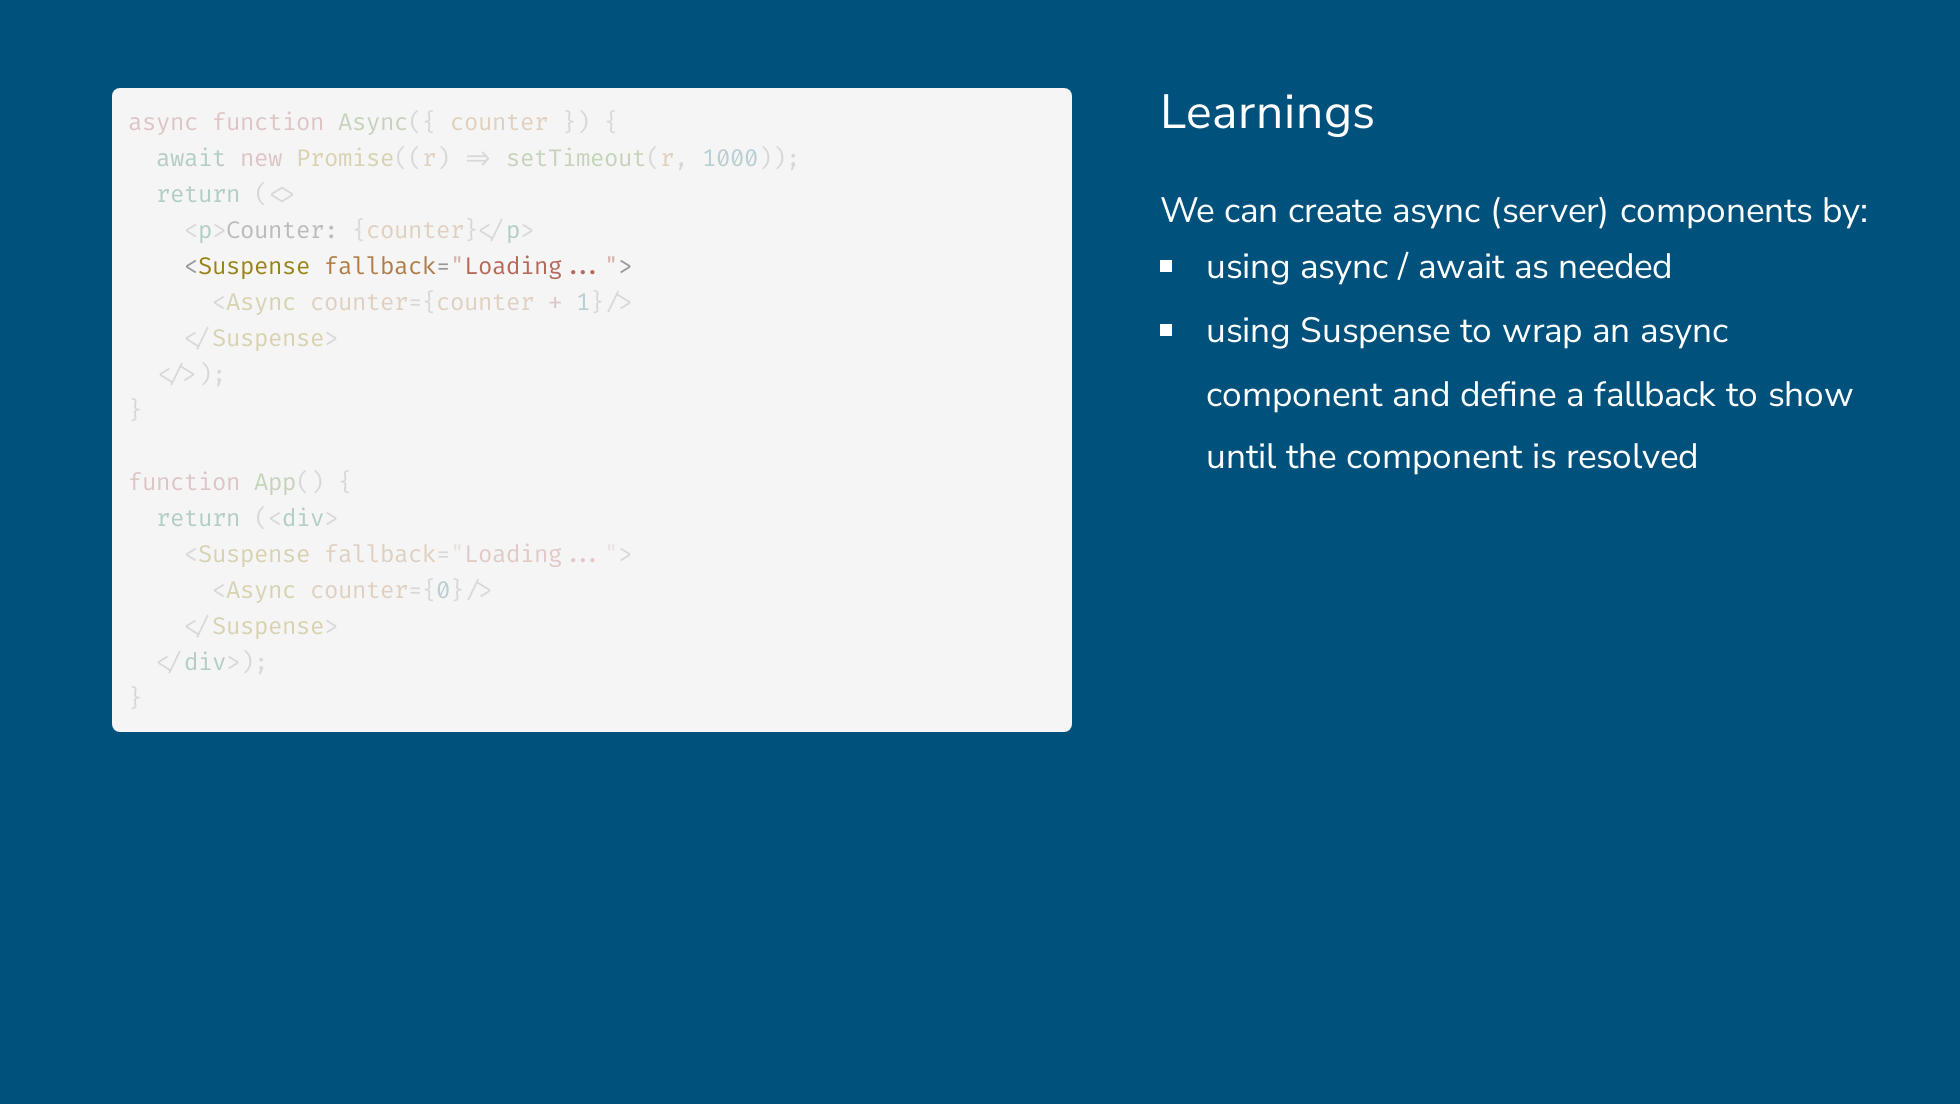 async function Async({ counter }) {
  await new Promise((r) => setTimeout(r, 1000));
  return (<>
    <p>Counter: {counter}</p>
    <Suspense fallback="Loading...">
      <Async counter={counter + 1}/>
    </Suspense>
  </>);
}

function App() {
  return (<div>
    <Suspense fallback="Loading...">
      <Async counter={0}/>
    </Suspense>
  </div>);
}
Learnings
We can create async (server) components by:
▪ using async / await as needed
▪ using Suspense to wrap an async
component and define a fallback to show
until the component is resolved